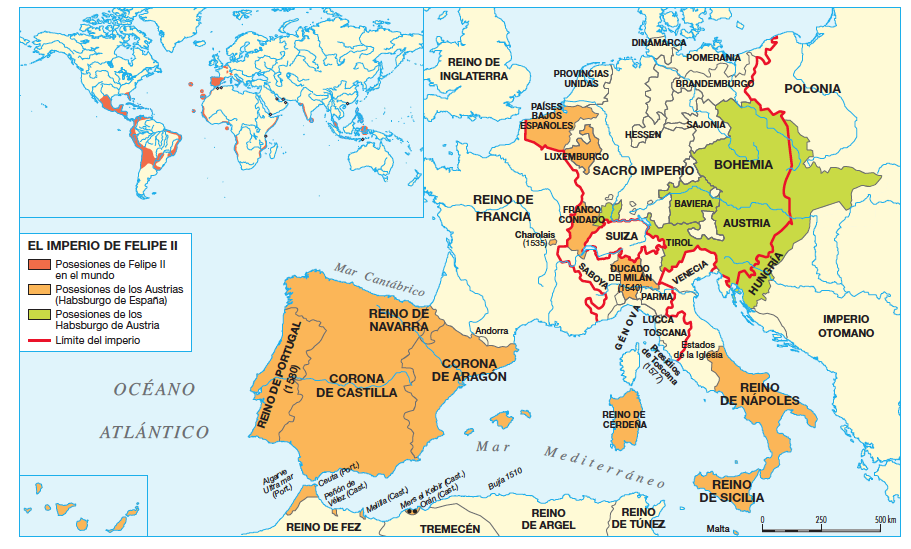 EL IMPERIO DE FELIPE II
Posesiones de Felipe II
en el mundo
Posesiones de los Austrias
(Habsburgo de España)
Posesiones de los
Habsburgo de Austria
Límite del imperio
REINO DE
INGLATERRA
DINAMARCA
POMERANIA
PROVINCIAS
UNIDAS
BRANDEMBURGO
POLONIA
PAÍSES
BAJOS
ESPAÑOLES
HESSEN
SAJONIA
LUXEMBURGO
SACRO IMPERIO
BOHEMIA
REINO DE
FRANCIA
FRANCO
CONDADO
BAVIERA
AUSTRIA
Charolais
(1535)
SUIZA
TIROL
SABOYA
DUCADO
DE MILÁN
(1540)
VENECIA
HUNGRÍA
PARMA
GÉNOVA
LUCCA
TOSCANA
Estados
de la Iglesia
Presidios
de Toscana
(1577)
IMPERIO
OTOMANO
Mar Cantábrico
REINO DE
NAVARRA
Andorra
REINO DE PORTUGAL
(1580)
CORONA
DE CASTILLA
CORONA
DE ARAGÓN
OCÉANO
ATLÁNTICO
REINO DE
CERDEÑA
REINO
DE NÁPOLES
Mar Mediterráneo
REINO
DE SICILIA
Algarve
Ultra mar
(Port.)
Ceuta (Port.)
Peñón de
Vélez (Cast.)
Melilla (Cast.)
Mers el Kebir (Cast.)
Orán (Cast.)
Bujía 1510
REINO DE FEZ
TREMECÉN
REINO
DE ARGEL
REINO
DE TÚNEZ
Malta
0 250 500 km